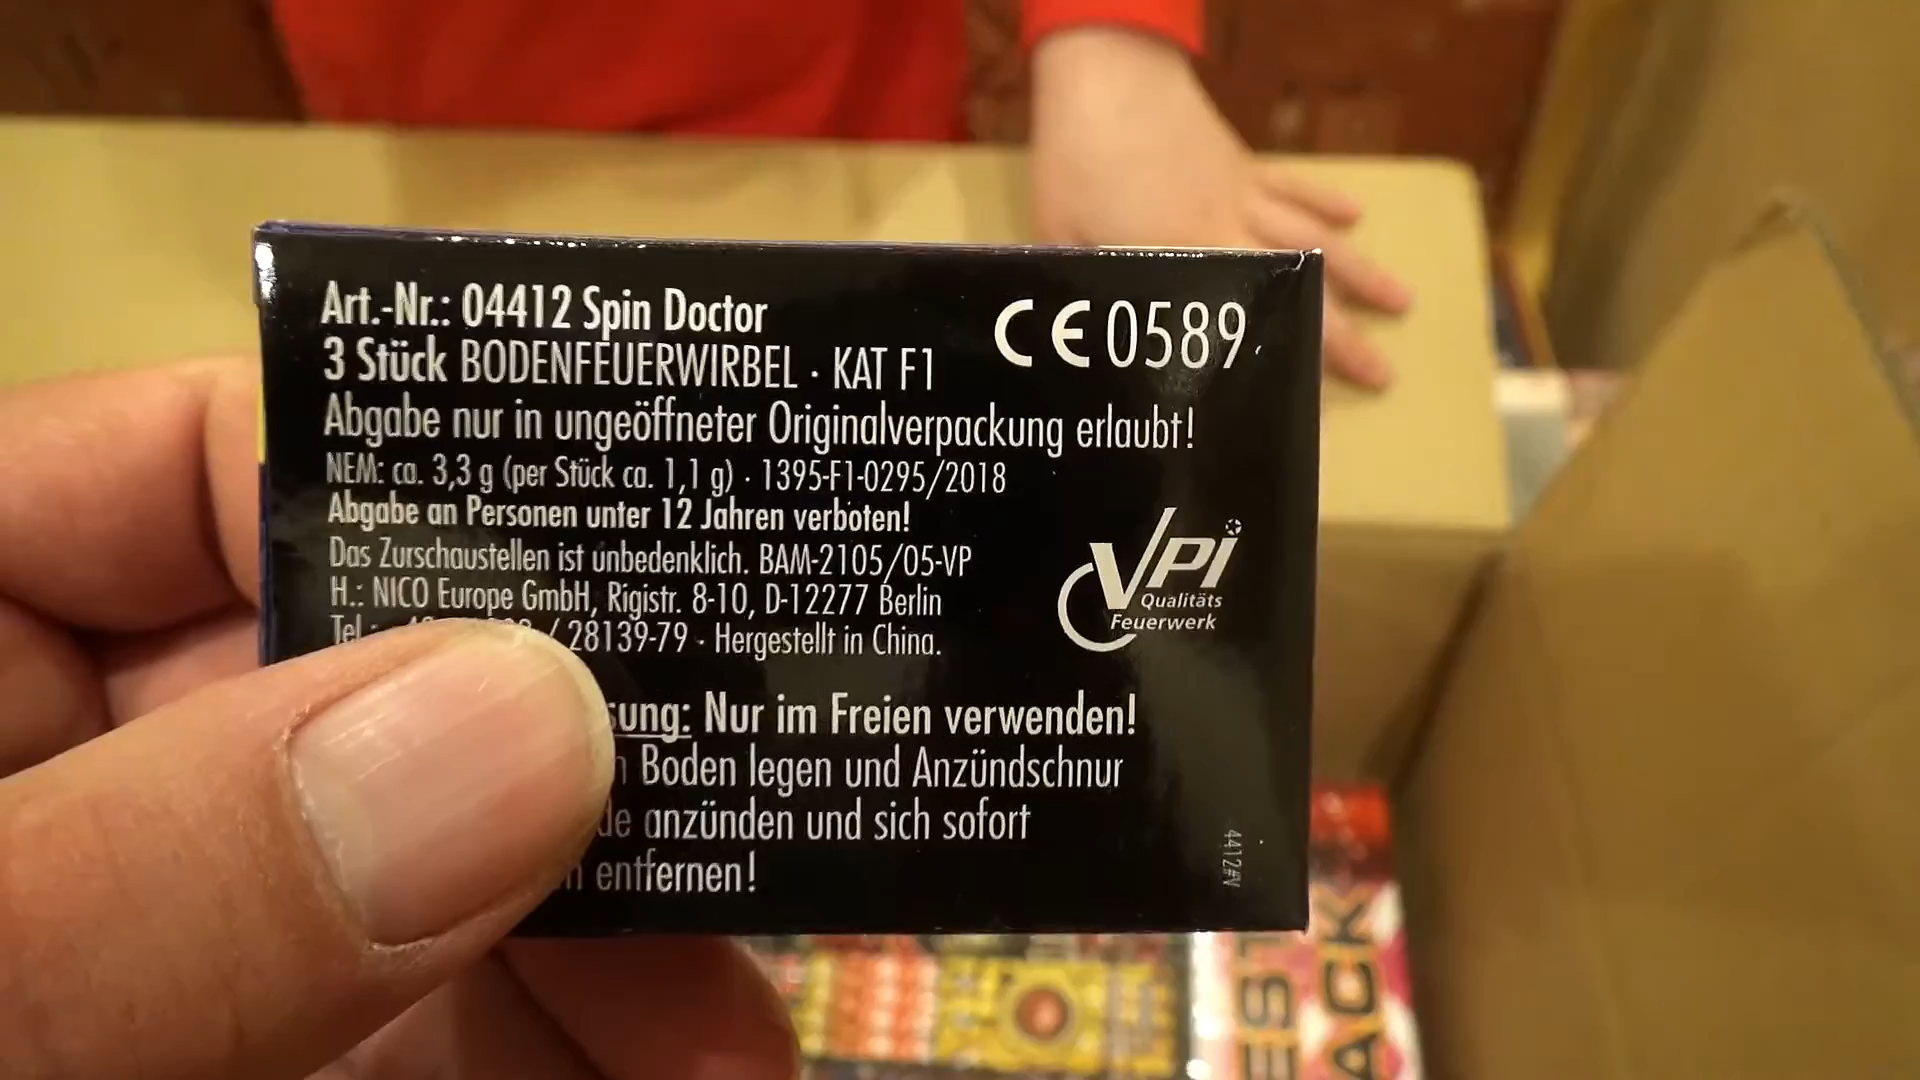 Art.-Nr.: 04412 Spin Doctor
CE 0589
3 Stück BODENFEUERWIRBEL · KAT F1
Abgabe nur in ungeöffneter Originalverpackung erlaubt!
NEM: ca. 3,3 g (per Stück ca. 1,1 g) · 1395-F1-0295/2018
Abgabe an Personen unter 12 Jahren verboten!
Das Zurschaustellen ist unbedenklich. BAM-2105/05-VP
H.: NICO Europe GmbH, Rigistr. 8-10, D-12277 Berlin
Tel.: / 28139-79 · Hergestellt in China.
VPi
Qualitäts
Feuerwerk
Nur im Freien verwenden!
Boden legen und Anzündschnur
anzünden und sich sofort
entfernen!
4412#V